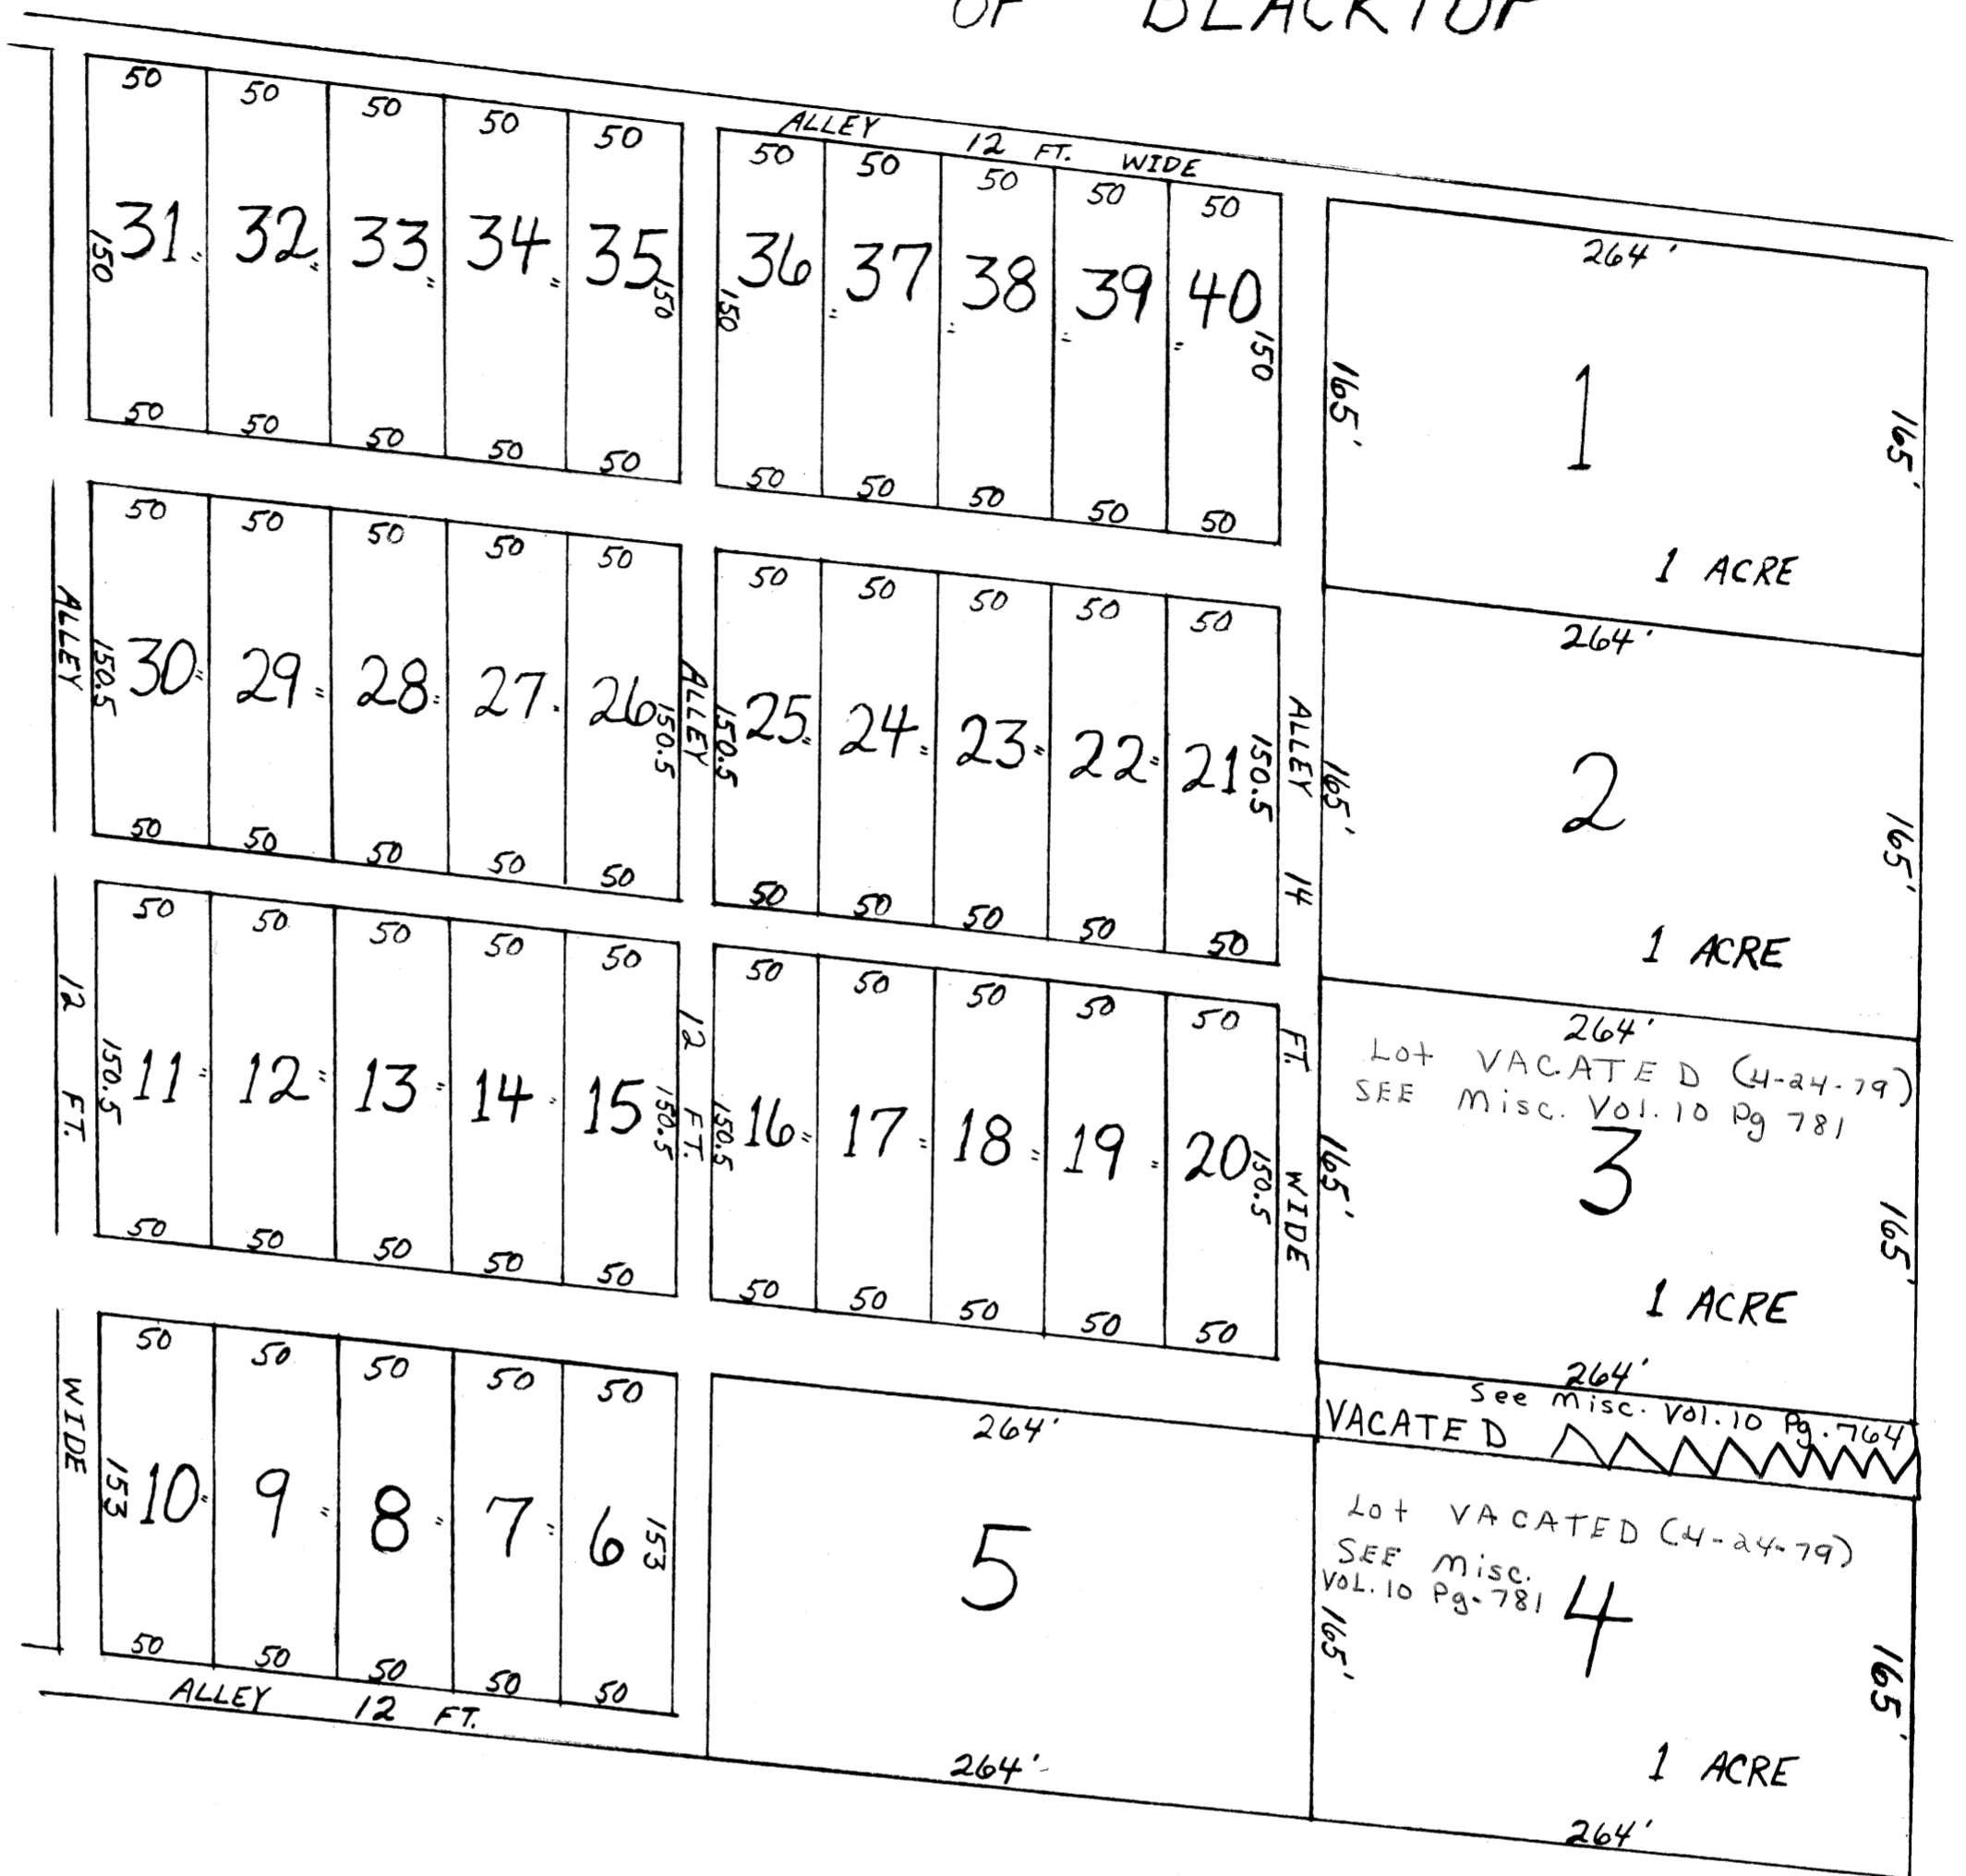 OF BLACKTOP
ALLEY 12 FT. WIDE
50 50 50 50 50 50 50 50 50 50
264'
150 31 " 32 " 33 " 34 " 35 150 150 36 " 37 " 38 " 39 " 40 150
165' 1 165'
50 50 50 50 50 50 50 50 50 50
1 ACRE
50 50 50 50 50 50 50 50 50 50
264'
ALLEY 150.5 30 " 29 " 28 " 27 " 26 150.5 ALLEY 150.5 25 " 24 " 23 " 22 " 21 150.5 ALLEY 14
165' 2 165'
50 50 50 50 50 50 50 50 50 50
1 ACRE
50 50 50 50 50 50 50 50 50 50
264'
Lot VACATED (4-24-79)
SEE Misc. Vol. 10 Pg 781
12 FT. 150.5 11 " 12 " 13 " 14 " 15 150.5 12 FT. 150.5 16 " 17 " 18 " 19 " 20 150.5 FT. WIDE
165' 3 165'
50 50 50 50 50 50 50 50 50 50
1 ACRE
264'
See Misc. Vol. 10 Pg. 764
VACATED
50 50 50 50 50
264'
WIDE 153 10 " 9 " 8 " 7 " 6 153
5
Lot VACATED (4-24-79)
SEE Misc.
VOL. 10 Pg. 781
165' 4 165'
50 50 50 50 50
ALLEY 12 FT.
264'
1 ACRE
264'